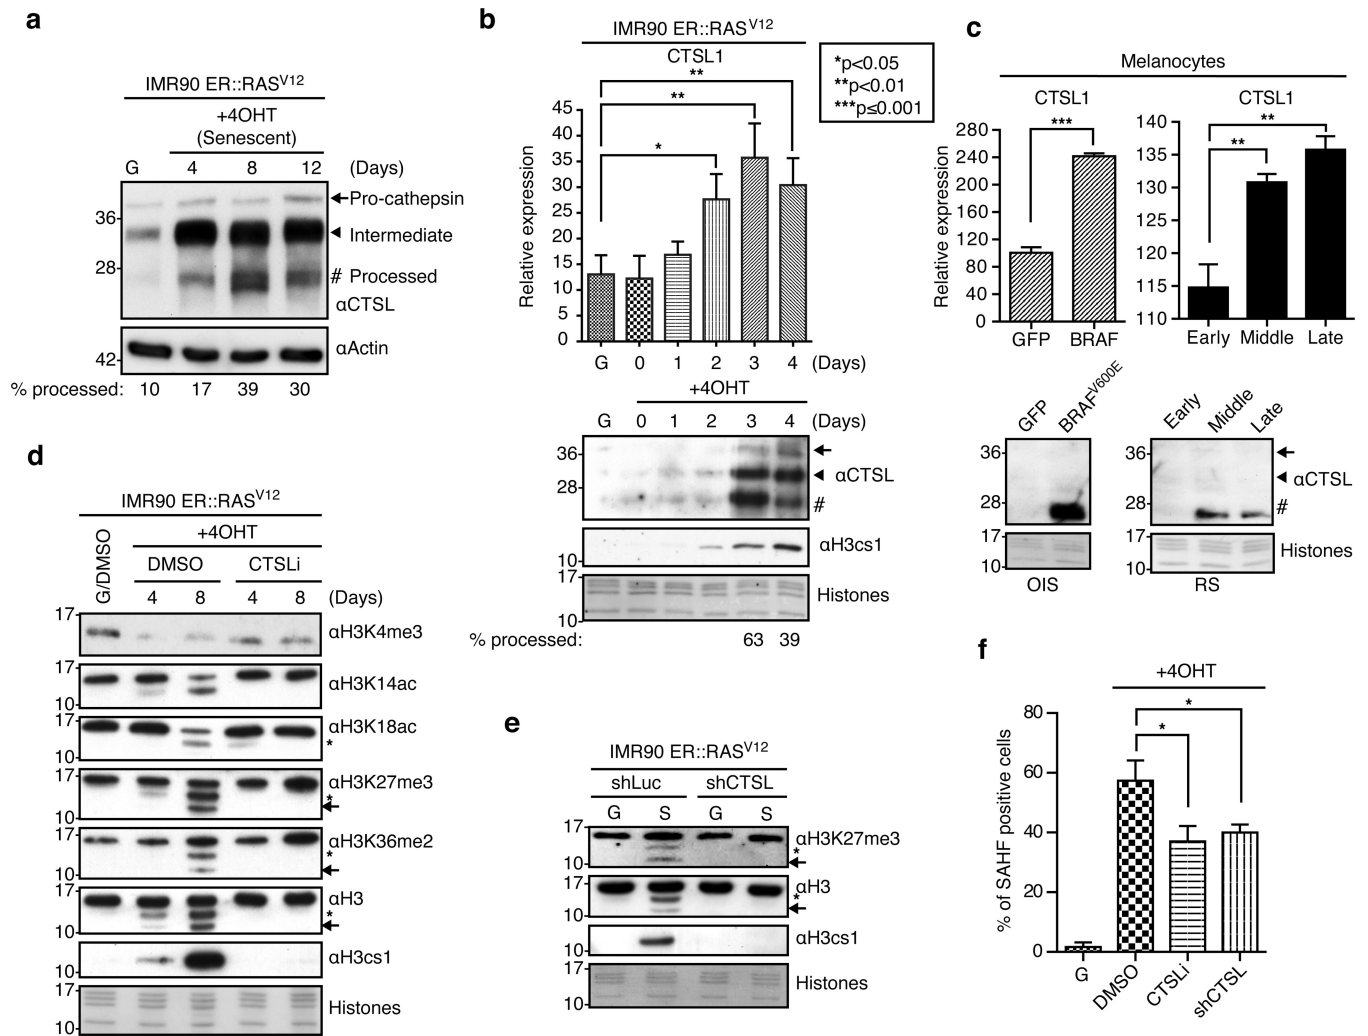 a
IMR90 ER::RASV12
+4OHT
(Senescent)
G 4 8 12 (Days)
Pro-cathepsin
36-
Intermediate
28-
# Processed
αCTSL
αActin
42-
% processed: 10 17 39 30
b
IMR90 ER::RASV12
CTSL1
**
**
*
Relative expression
45
40
35
30
25
20
15
10
5
0
G 0 1 2 3 4 (Days)
+4OHT
G 0 1 2 3 4 (Days)
36-
αCTSL
28-
#
αH3cs1
10-
17-
Histones
10-
% processed: 63 39
*p<0.05
**p<0.01
***p≤0.001
c
Melanocytes
CTSL1
***
Relative expression
280
240
200
160
120
80
40
0
GFP BRAF
CTSL1
**
**
140
135
130
125
120
115
110
Early Middle Late
GFP BRAFV600E
36-
28-
17-
10-
OIS
Early Middle Late
36-
αCTSL
28-
#
17-
Histones
10-
RS
d
IMR90 ER::RASV12
+4OHT
G/DMSO DMSO CTSLi
4 8 4 8 (Days)
17-
αH3K4me3
17-
αH3K14ac
10-
17-
αH3K18ac
*
10-
17-
αH3K27me3
*
10-
17-
αH3K36me2
*
10-
17-
αH3
*
10-
αH3cs1
10-
17-
Histones
10-
e
IMR90 ER::RASV12
shLuc shCTSL
G S G S
17-
αH3K27me3
*
10-
17-
αH3
*
10-
αH3cs1
10-
17-
Histones
10-
f
+4OHT
*
*
% of SAHF positive cells
80
60
40
20
0
G DMSO CTSLi shCTSL